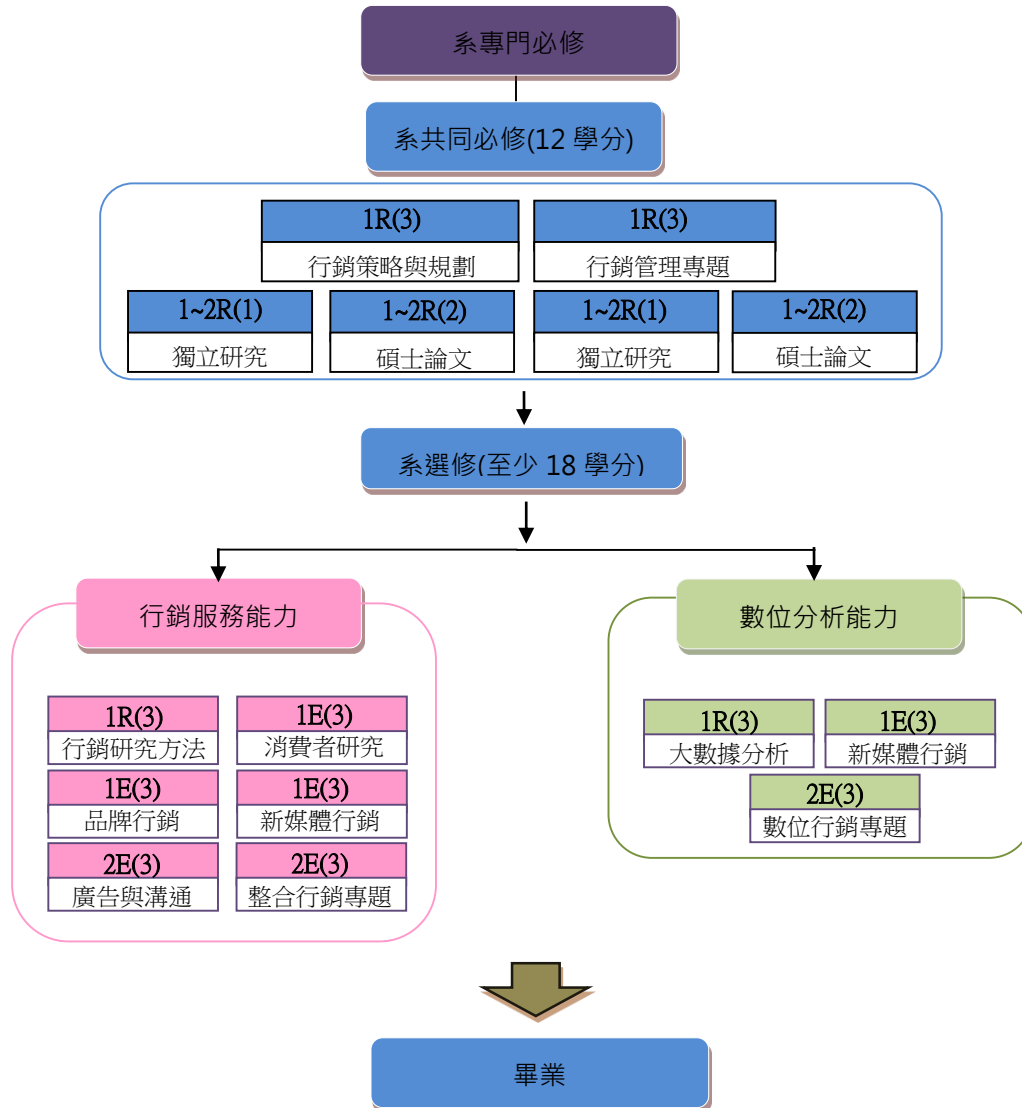 系專門必修
系共同必修(12 學分)
1R(3)
行銷策略與規劃
1R(3)
行銷管理專題
1~2R(1)
獨立研究
1~2R(2)
碩士論文
1~2R(1)
獨立研究
1~2R(2)
碩士論文
系選修(至少 18 學分)
行銷服務能力
1R(3)
行銷研究方法
1E(3)
消費者研究
1E(3)
品牌行銷
1E(3)
新媒體行銷
2E(3)
廣告與溝通
2E(3)
整合行銷專題
數位分析能力
1R(3)
大數據分析
1E(3)
新媒體行銷
2E(3)
數位行銷專題
畢業